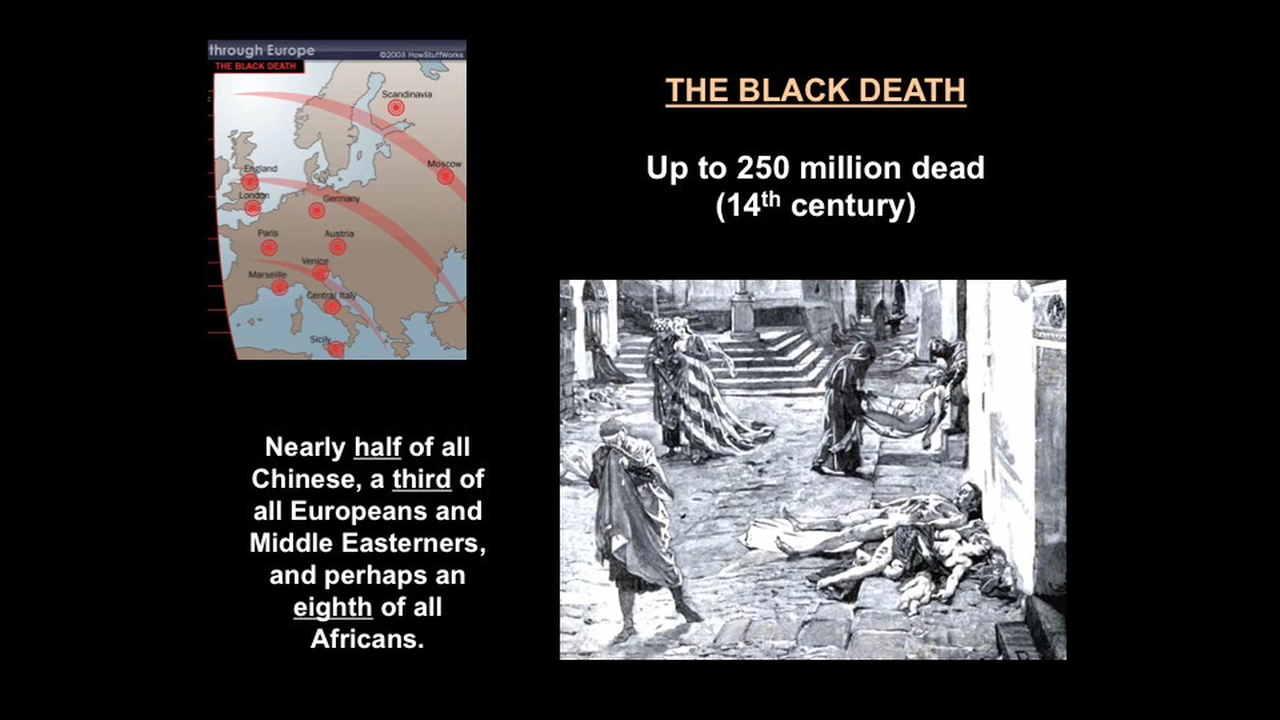 through Europe
©2003 HowStuffWorks
THE BLACK DEATH
Scandinavia
Moscow
England
London
Germany
Paris
Austria
Venice
Marseille
Central Italy
Sicily
THE BLACK DEATH
Up to 250 million dead
(14th century)
Nearly half of all
Chinese, a third of
all Europeans and
Middle Easterners,
and perhaps an
eighth of all
Africans.